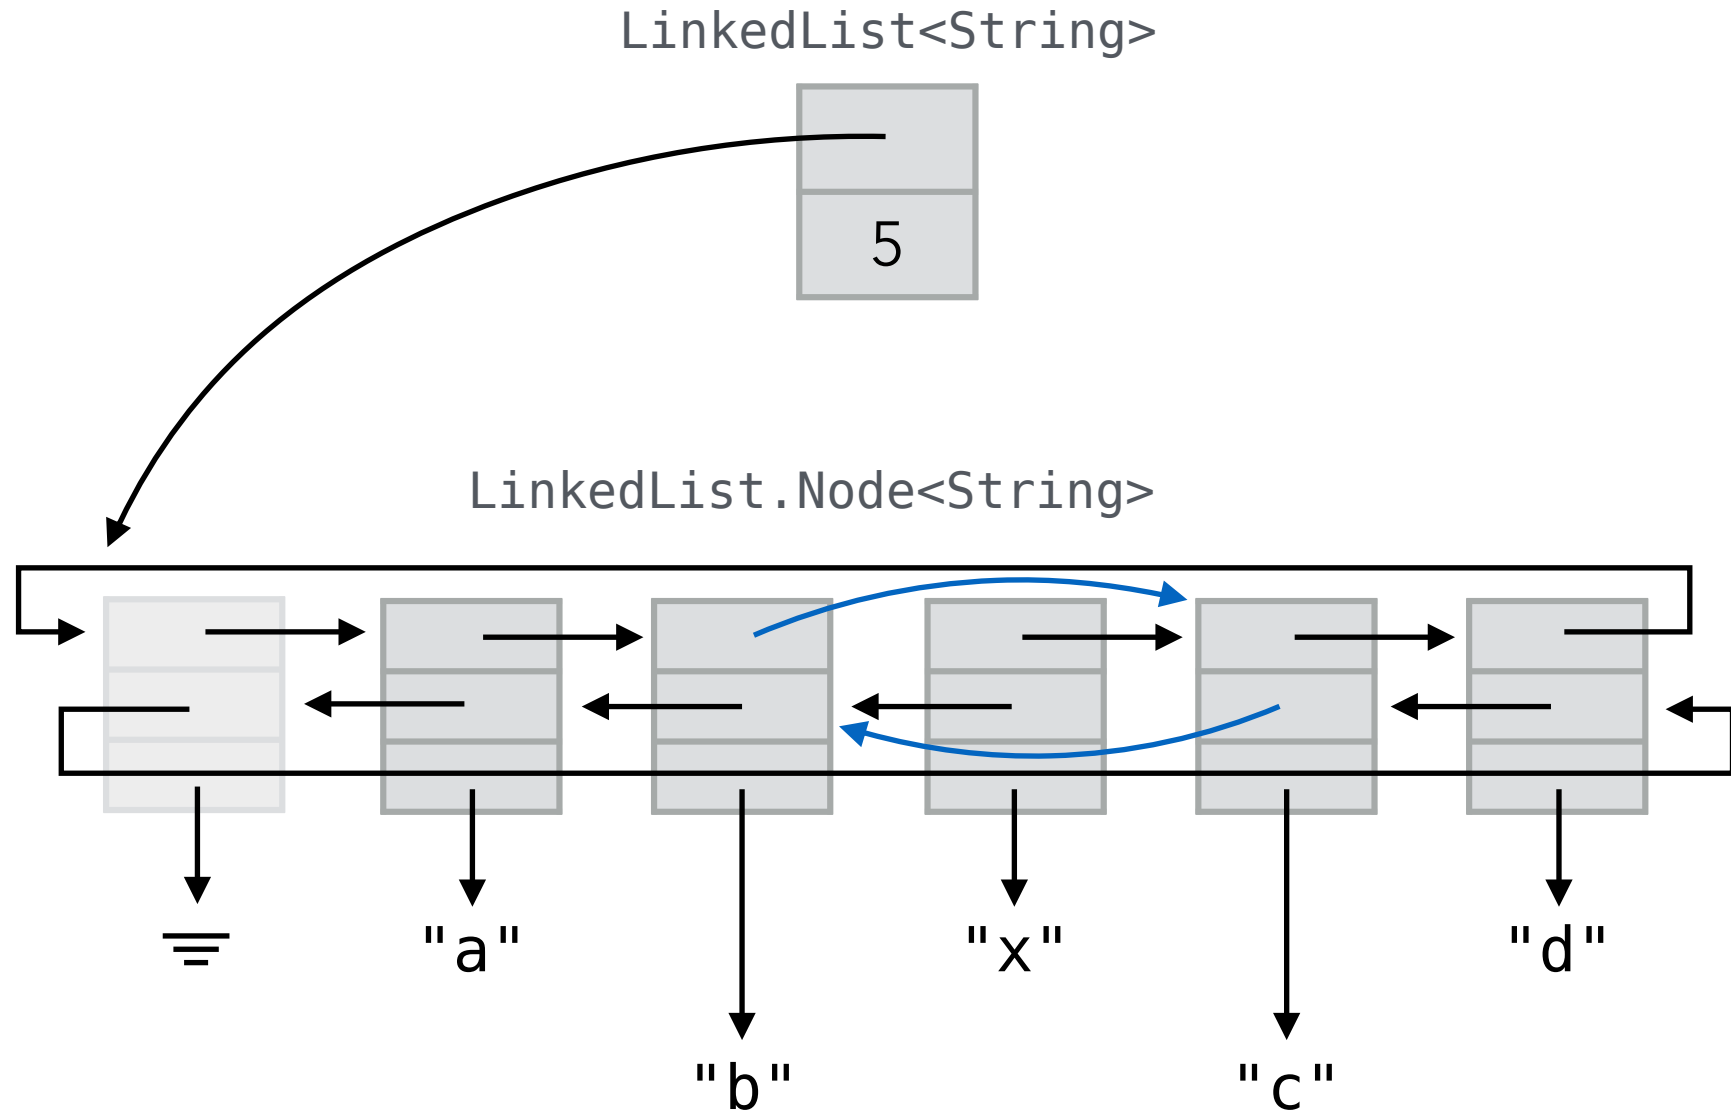 LinkedList<String>
5
LinkedList.Node<String>
"a"
"x"
"d"
"b"
"c"